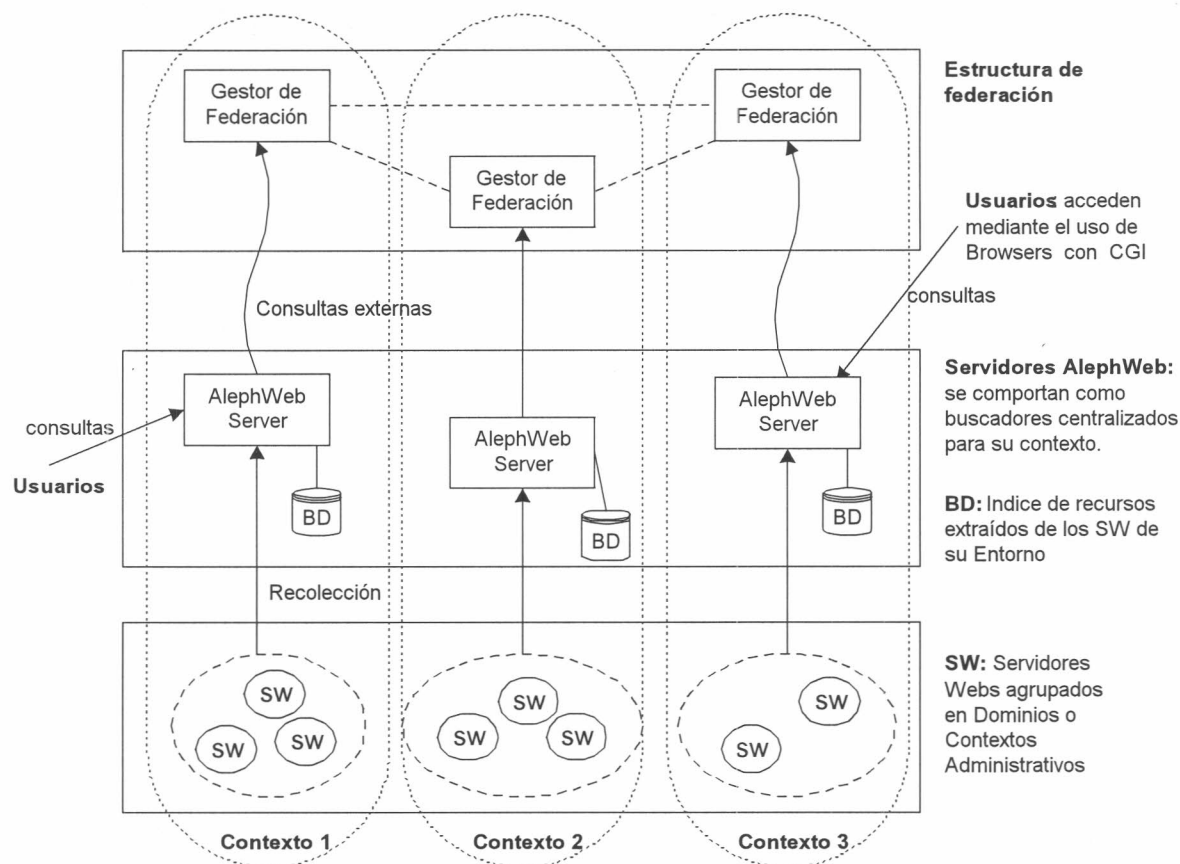 Gestor de
Federación
Gestor de
Federación
Gestor de
Federación
Estructura de
federación
Usuarios: acceden
mediante el uso de
Browsers con CGI
Consultas externas
consultas
AlephWeb
Server
BD
AlephWeb
Server
BD
AlephWeb
Server
BD
consultas
Usuarios
Servidores AlephWeb:
se comportan como
buscadores centralizados
para su contexto.
BD: Indice de recursos
extraídos de los SW de
su Entorno
Recolección
SW
SW
SW
SW
SW
SW
SW
SW
SW: Servidores
Webs agrupados
en Dominios o
Contextos
Administrativos
Contexto 1
Contexto 2
Contexto 3